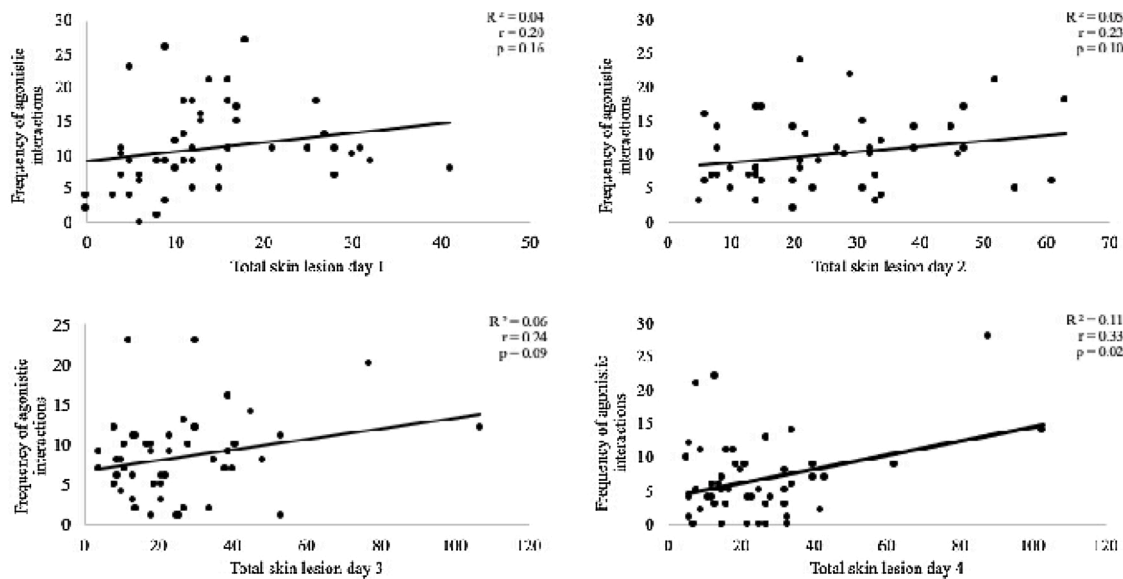 R² = 0.04
r = 0.20
p = 0.16
Frequency of agonistic
interactions
30
25
20
15
10
5
0
0 10 20 30 40 50
Total skin lesion day 1
R² = 0.05
r = 0.23
p = 0.10
Frequency of agonistic
interactions
30
25
20
15
10
5
0
0 10 20 30 40 50 60 70
Total skin lesion day 2
R² = 0.06
r = 0.24
p = 0.09
Frequency of agonistic
interactions
25
20
15
10
5
0
0 20 40 60 80 100 120
Total skin lesion day 3
R² = 0.11
r = 0.33
p = 0.02
Frequency of agonistic
interactions
30
25
20
15
10
5
0
0 20 40 60 80 100 120
Total skin lesion day 4